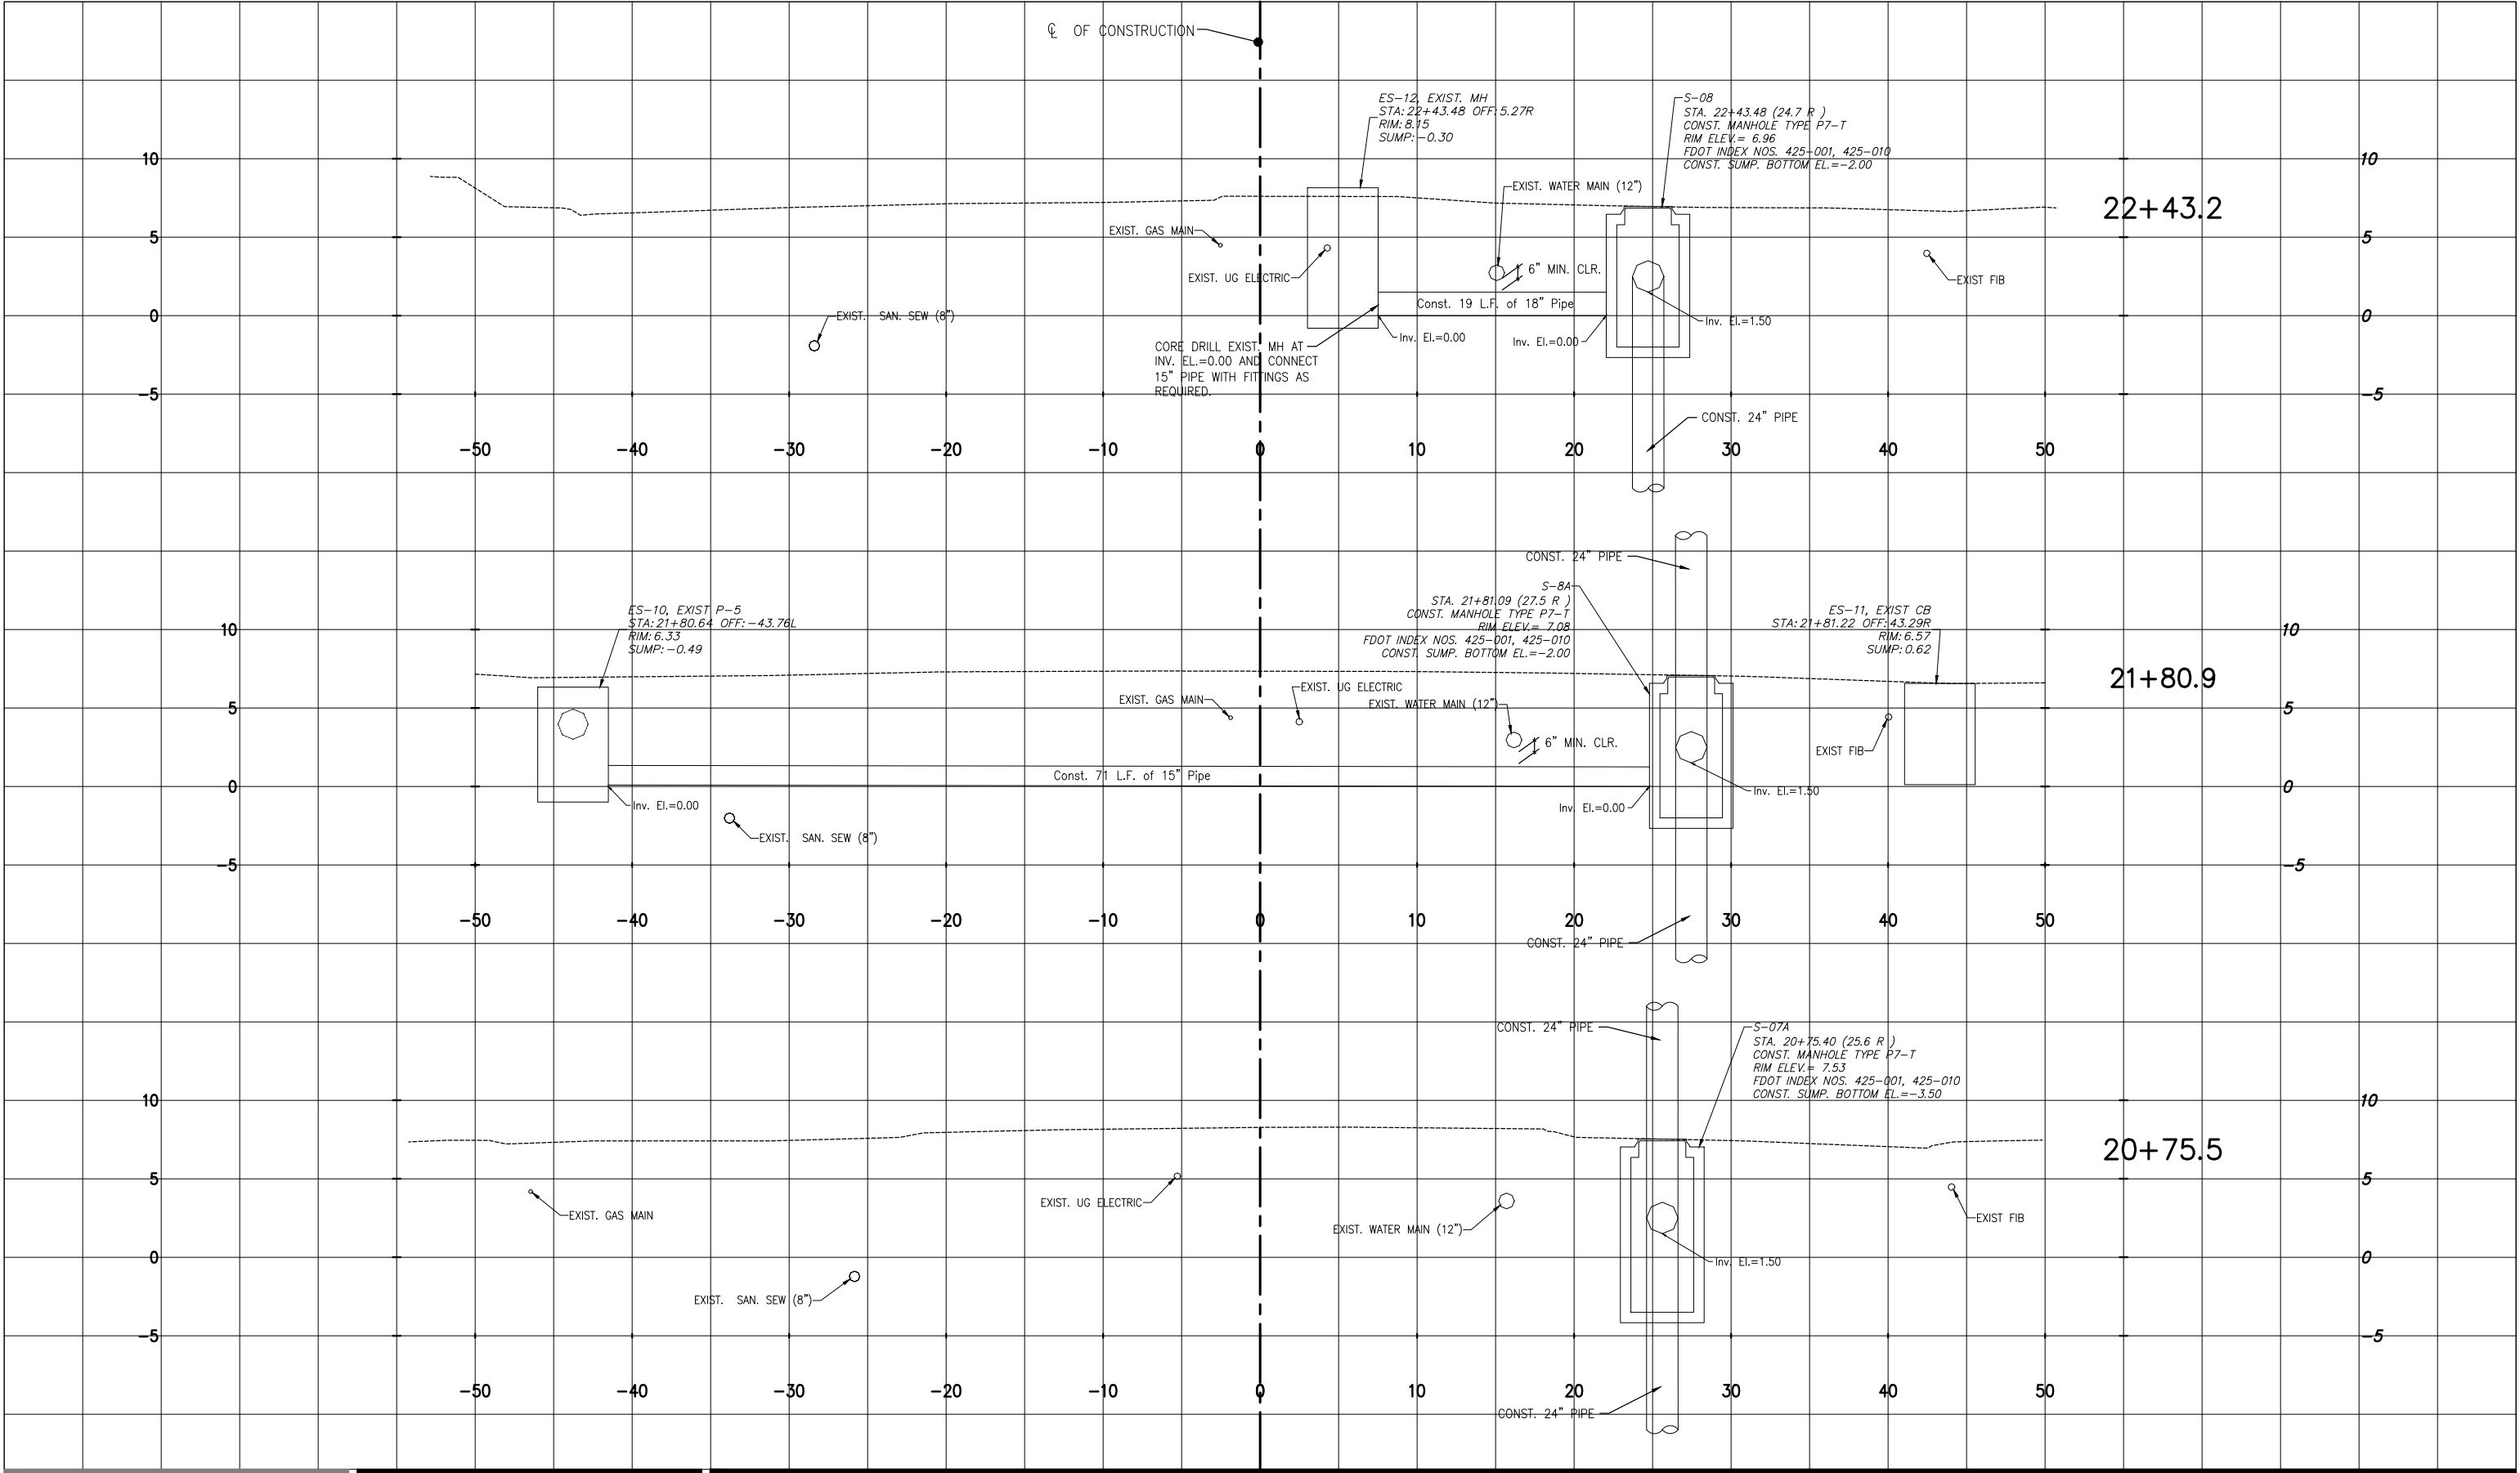 ℄ OF CONSTRUCTION
ES-12, EXIST. MH
STA: 22+43.48 OFF: 5.27R
RIM: 8.15
SUMP: -0.30
S-08
STA. 22+43.48 (24.7 R )
CONST. MANHOLE TYPE P7-T
RIM ELEV.= 6.96
FDOT INDEX NOS. 425-001, 425-010
CONST. SUMP. BOTTOM EL.=-2.00
10
10
EXIST. WATER MAIN (12")
22+43.2
EXIST. GAS MAIN
5
5
EXIST. UG ELECTRIC
6" MIN. CLR.
EXIST FIB
Const. 19 L.F. of 18" Pipe
0
EXIST. SAN. SEW (8")
Inv. El.=1.50
0
Inv. El.=0.00
Inv. El.=0.00
CORE DRILL EXIST. MH AT
INV. EL.=0.00 AND CONNECT
15" PIPE WITH FITTINGS AS
REQUIRED.
-5
-5
CONST. 24" PIPE
-50 -40 -30 -20 -10 0 10 20 30 40 50
CONST. 24" PIPE
ES-10, EXIST P-5
STA: 21+80.64 OFF: -43.76L
RIM: 6.33
SUMP: -0.49
S-8A
STA. 21+81.09 (27.5 R )
CONST. MANHOLE TYPE P7-T
RIM ELEV.= 7.08
FDOT INDEX NOS. 425-001, 425-010
CONST. SUMP. BOTTOM EL.=-2.00
ES-11, EXIST CB
STA: 21+81.22 OFF: 43.29R
RIM: 6.57
SUMP: 0.62
10
10
21+80.9
EXIST. UG ELECTRIC
EXIST. GAS MAIN
EXIST. WATER MAIN (12")
5
5
6" MIN. CLR.
EXIST FIB
Const. 71 L.F. of 15" Pipe
0
Inv. El.=1.50
0
Inv. El.=0.00
Inv. El.=0.00
EXIST. SAN. SEW (8")
-5
-5
-50 -40 -30 -20 -10 0 10 20 30 40 50
CONST. 24" PIPE
CONST. 24" PIPE
S-07A
STA. 20+75.40 (25.6 R )
CONST. MANHOLE TYPE P7-T
RIM ELEV.= 7.53
FDOT INDEX NOS. 425-001, 425-010
CONST. SUMP. BOTTOM EL.=-3.50
10
10
20+75.5
5
5
EXIST. UG ELECTRIC
EXIST. GAS MAIN
EXIST. WATER MAIN (12")
EXIST FIB
0
Inv. El.=1.50
0
EXIST. SAN. SEW (8")
-5
-5
-50 -40 -30 -20 -10 0 10 20 30 40 50
CONST. 24" PIPE